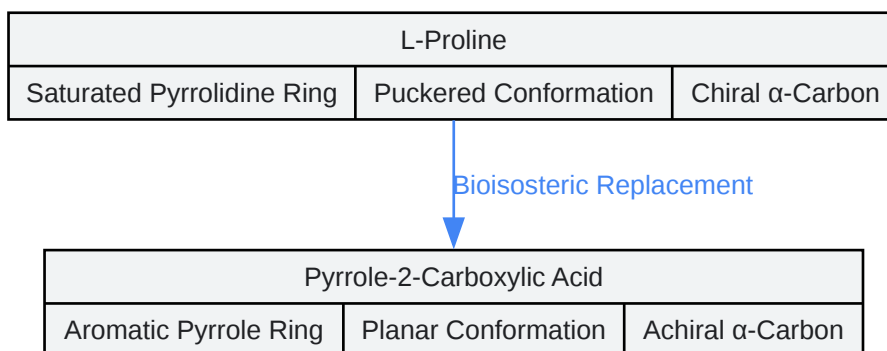 L-Proline
Saturated Pyrrolidine Ring Puckered Conformation Chiral α-Carbon
Bioisosteric Replacement
Pyrrole-2-Carboxylic Acid
Aromatic Pyrrole Ring Planar Conformation Achiral α-Carbon